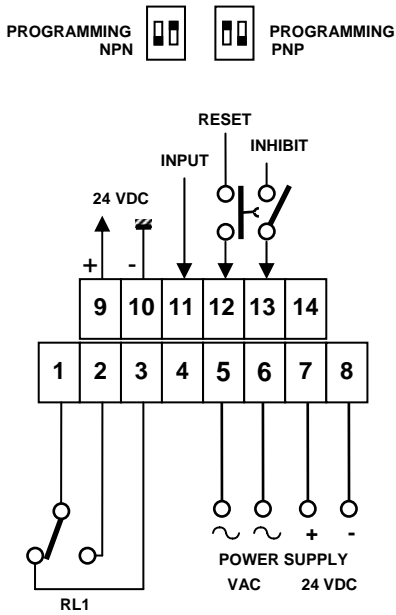 PROGRAMMING NPN
PROGRAMMING PNP
RESET
INHIBIT
INPUT
24 VDC
+ -
9 10 11 12 13 14
1 2 3 4 5 6 7 8
+ -
POWER SUPPLY
VAC 24 VDC
RL1